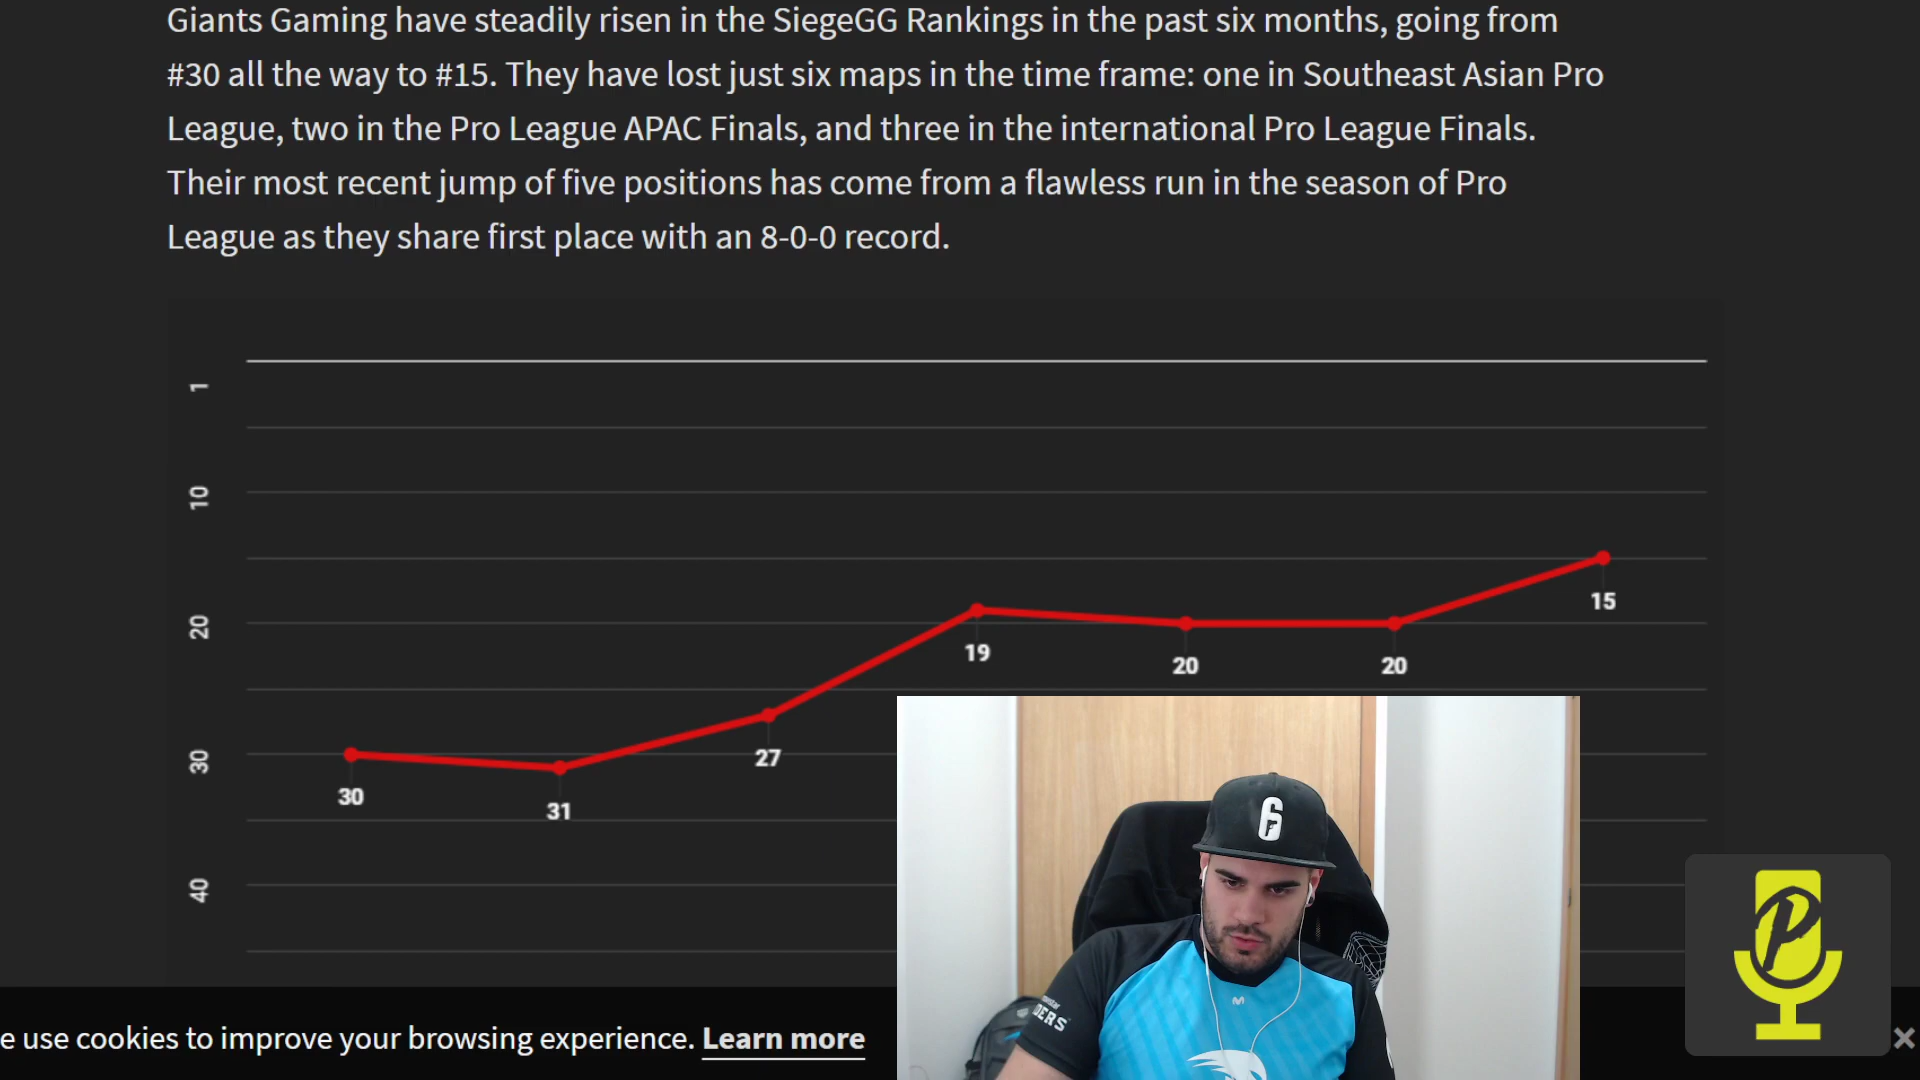 Giants Gaming have steadily risen in the SiegeGG Rankings in the past six months, going from
#30 all the way to #15. They have lost just six maps in the time frame: one in Southeast Asian Pro
League, two in the Pro League APAC Finals, and three in the international Pro League Finals.
Their most recent jump of five positions has come from a flawless run in the season of Pro
League as they share first place with an 8-0-0 record.
1
10
20
30
40
30
31
27
19
20
20
15
6
DERS
P
e use cookies to improve your browsing experience. Learn more
×